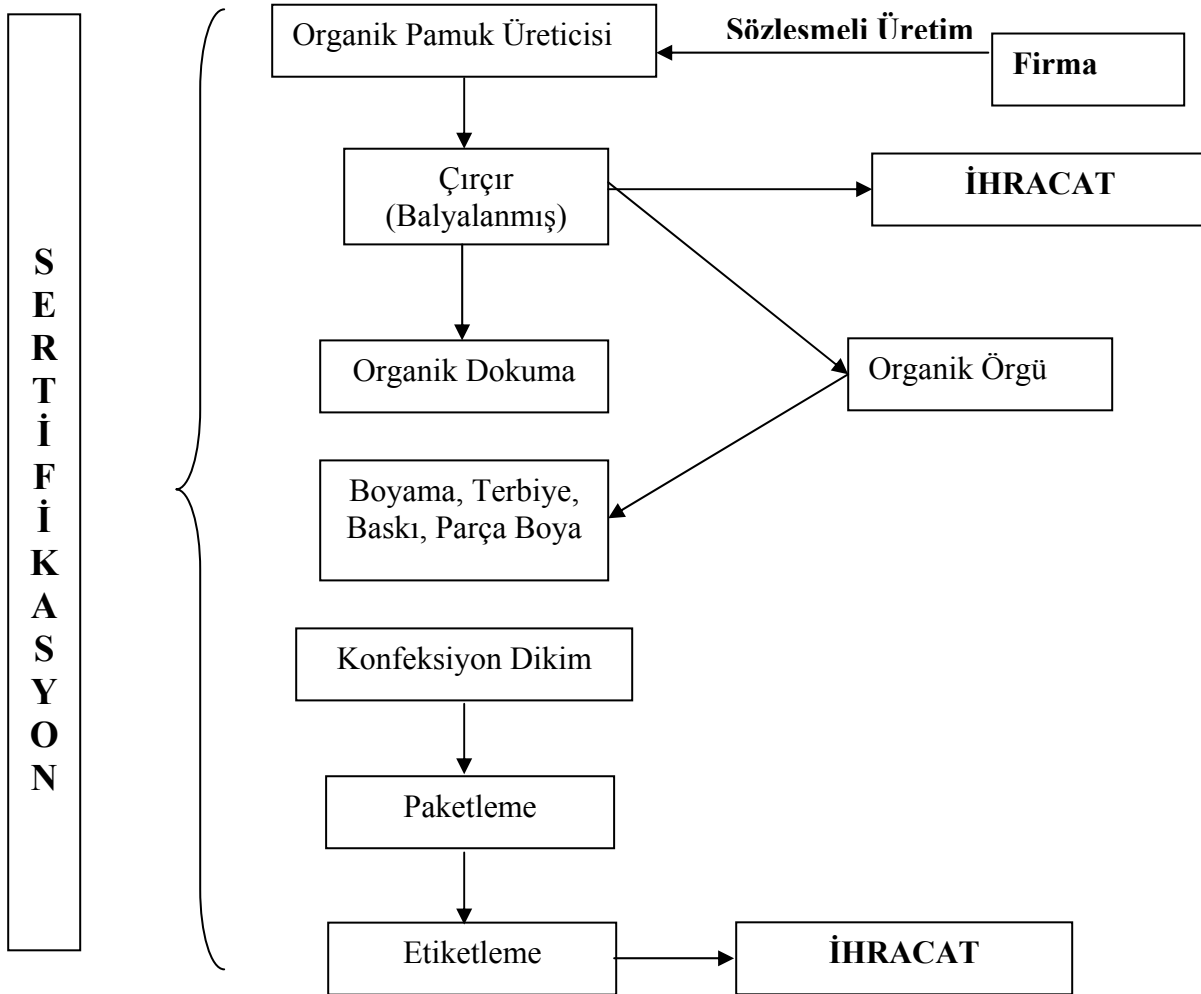 Organik Pamuk Üreticisi
Sözleşmeli Üretim
Firma
Çırçır
(Balyalanmış)
İHRACAT
S
E
R
T
İ
F
İ
K
A
S
Y
O
N
Organik Dokuma
Organik Örgü
Boyama, Terbiye,
Baskı, Parça Boya
Konfeksiyon Dikim
Paketleme
Etiketleme
İHRACAT